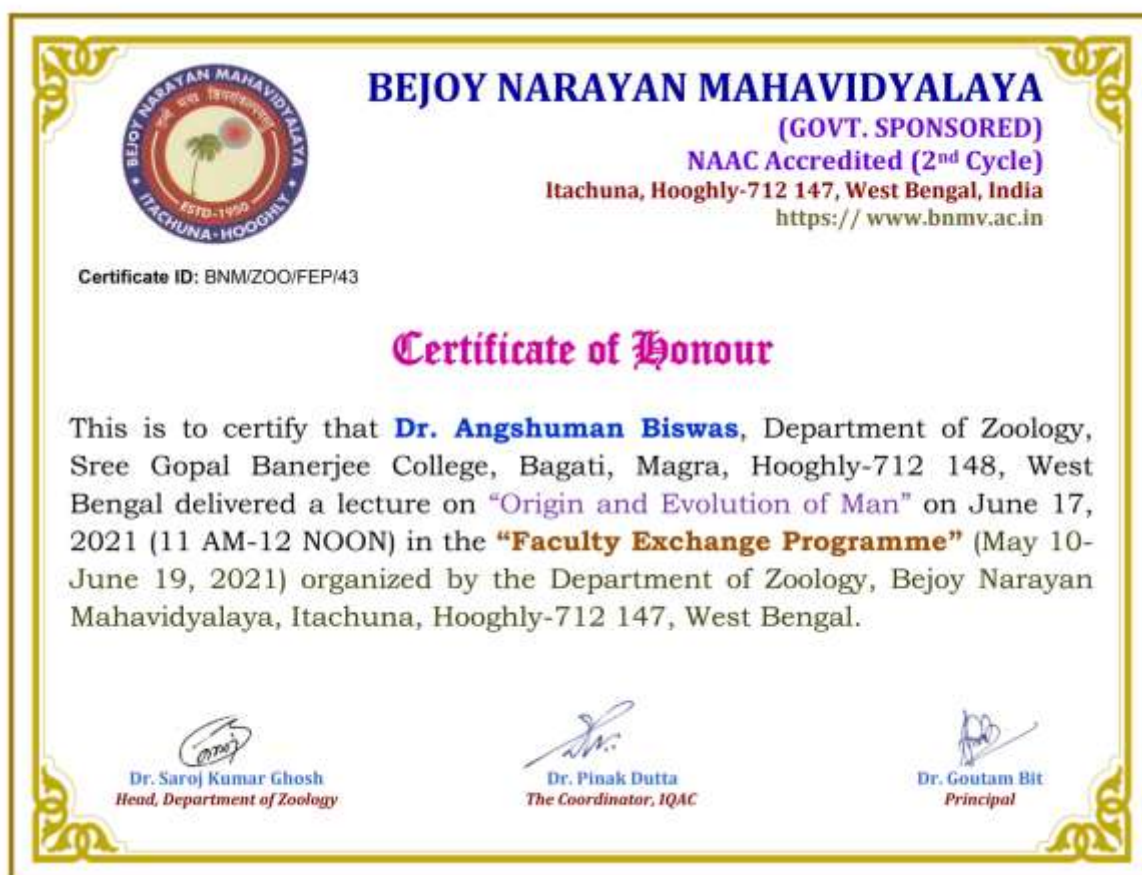 BEJOY NARAYAN MAHAVIDYALAYA
ITACHUNA-HOOGHLY
ESTD-1950
BEJOY NARAYAN MAHAVIDYALAYA
(GOVT. SPONSORED)
NAAC Accredited (2nd Cycle)
Itachuna, Hooghly-712 147, West Bengal, India
https:// www.bnmv.ac.in
Certificate ID: BNM/ZOO/FEP/43
Certificate of Honour
This is to certify that Dr. Angshuman Biswas, Department of Zoology,
Sree Gopal Banerjee College, Bagati, Magra, Hooghly-712 148, West
Bengal delivered a lecture on “Origin and Evolution of Man” on June 17,
2021 (11 AM-12 NOON) in the “Faculty Exchange Programme” (May 10-
June 19, 2021) organized by the Department of Zoology, Bejoy Narayan
Mahavidyalaya, Itachuna, Hooghly-712 147, West Bengal.
Dr. Saroj Kumar Ghosh
Head, Department of Zoology
Dr. Pinak Dutta
The Coordinator, IQAC
Dr. Goutam Bit
Principal